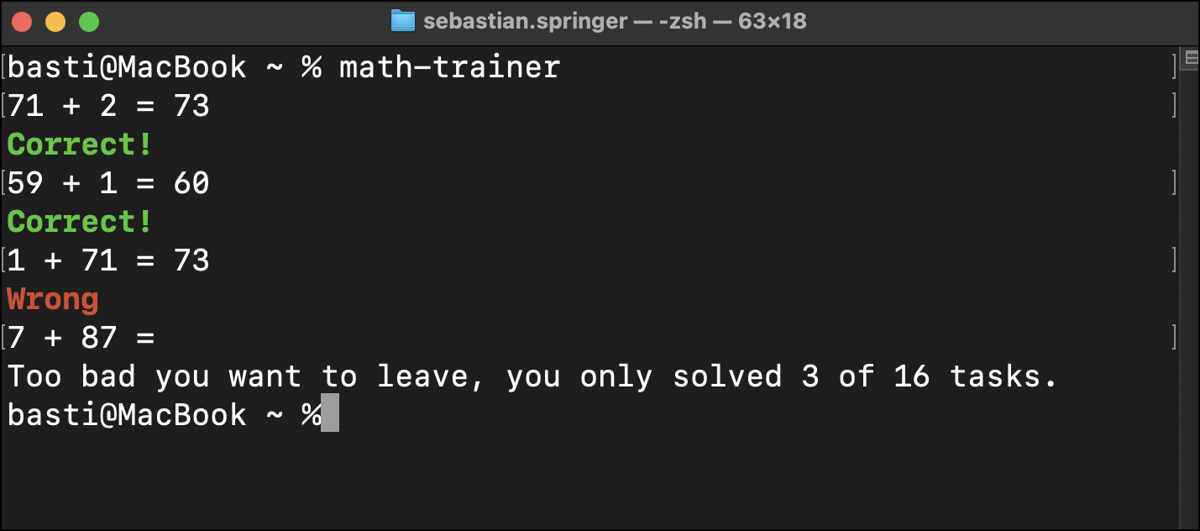 sebastian.springer — -zsh — 63×18
basti@MacBook ~ % math-trainer
71 + 2 = 73
Correct!
59 + 1 = 60
Correct!
1 + 71 = 73
Wrong
7 + 87 =
Too bad you want to leave, you only solved 3 of 16 tasks.
basti@MacBook ~ %